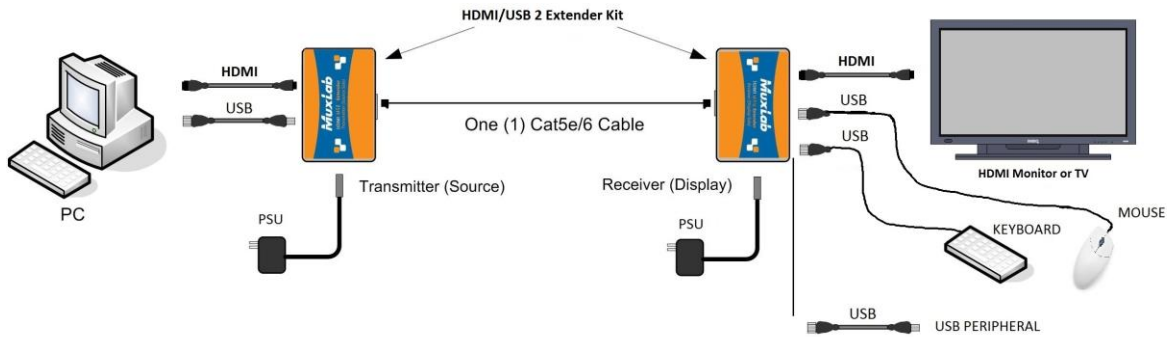 HDMI/USB 2 Extender Kit
HDMI
USB
MuxLab
One (1) Cat5e/6 Cable
MuxLab
HDMI
USB
USB
HDMI Monitor or TV
PC
Transmitter (Source)
PSU
Receiver (Display)
PSU
KEYBOARD
MOUSE
USB
USB PERIPHERAL